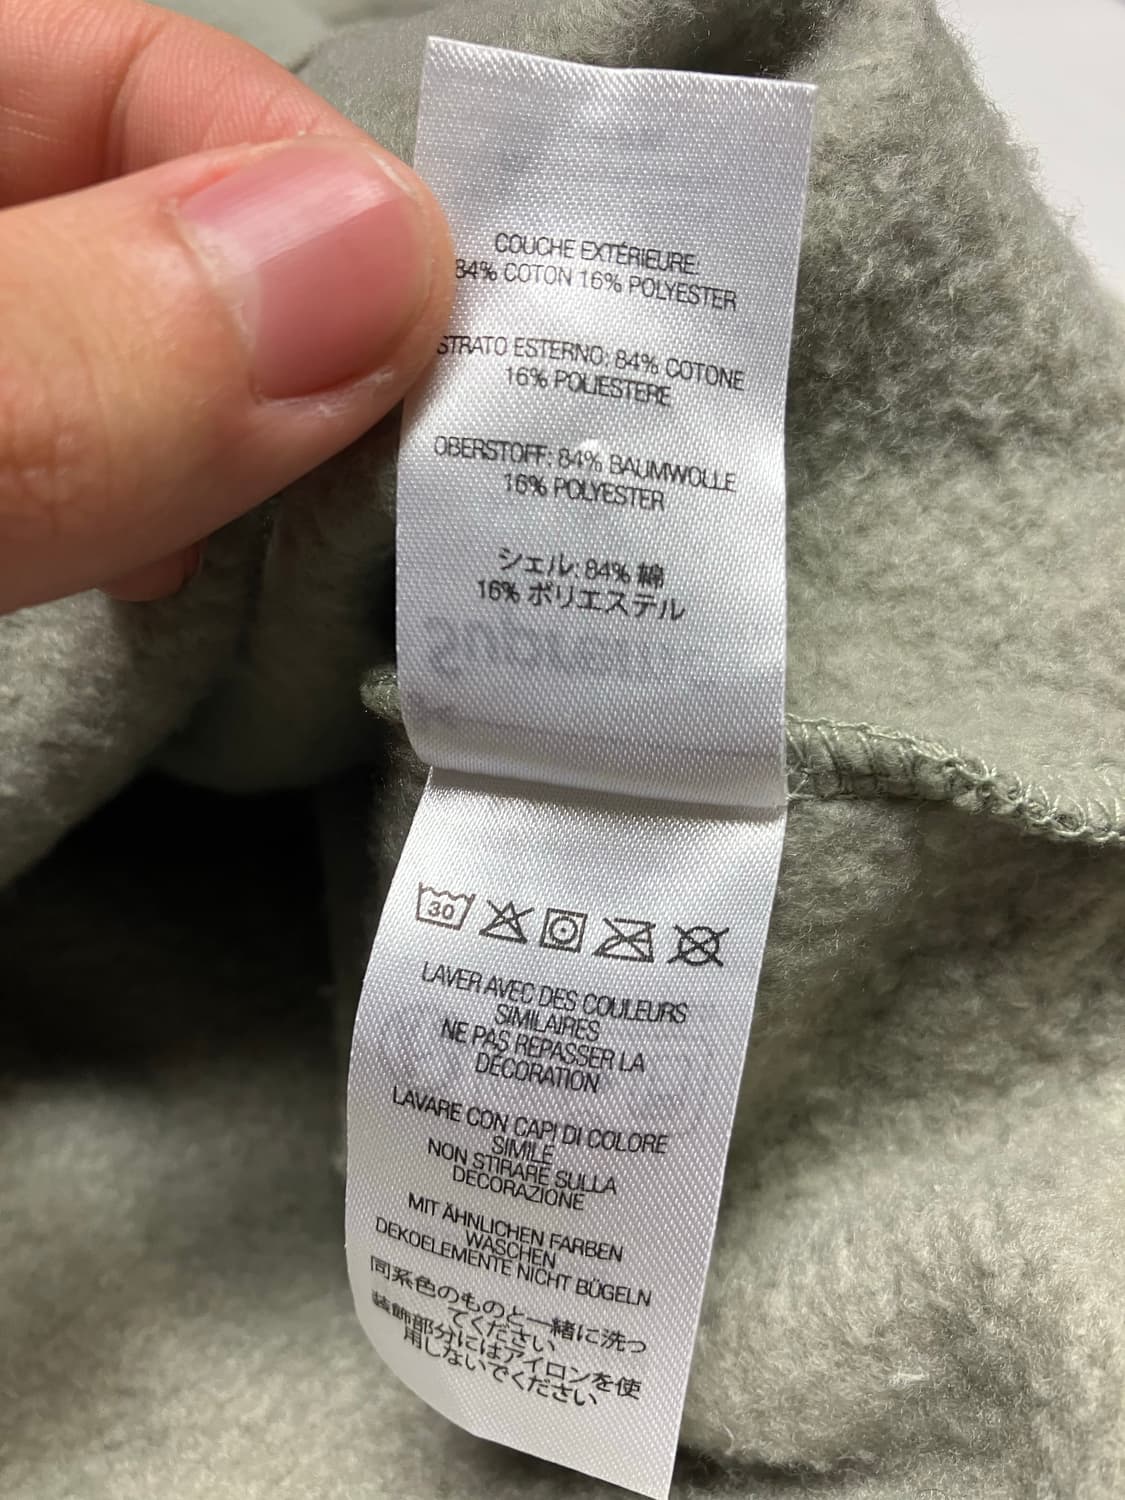 COUCHE EXTÉRIEURE:
84% COTON 16% POLYESTER
STRATO ESTERNO: 84% COTONE
16% POLIESTERE
OBERSTOFF: 84% BAUMWOLLE
16% POLYESTER
シェル: 84% 綿
16% ポリエステル
30
LAVER AVEC DES COULEURS
SIMILAIRES
NE PAS REPASSER LA
DÉCORATION
LAVARE CON CAPI DI COLORE
SIMILE
NON STIRARE SULLA
DECORAZIONE
MIT ÄHNLICHEN FARBEN
WASCHEN
DEKOELEMENTE NICHT BÜGELN
同系色のものと一緒に洗っ
てください
装飾部分にはアイロンを使
用しないでください